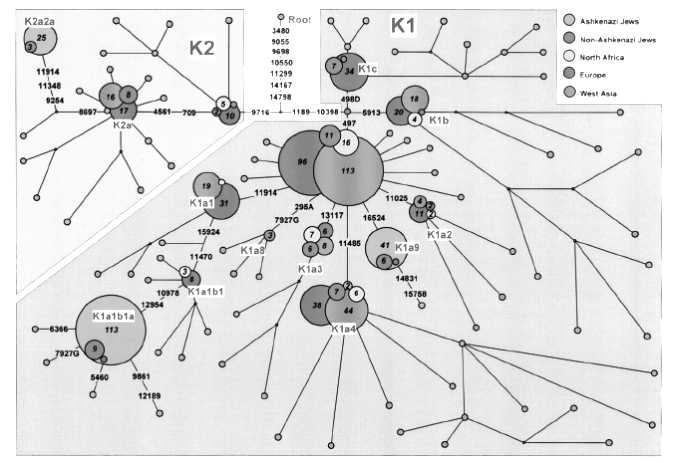 K2a2a
K2
Root
K1
Ashkenazi Jews
Non-Ashkenazi Jews
North Africa
Europe
West Asia
25
3
11914
11348
9254
8697
16
8
17
K2a
4561
709
5
10
3480
9055
9698
10550
11299
14167
14798
9716
1189
10398
7
34
K1c
498D
497
5913
18
20
4
K1b
96
11
16
113
19
31
K1a1
11914
295A
7927G
13117
11485
16524
11025
4
11
2
K1a2
15924
11470
3
K1a8
7
6
5
8
K1a3
41
6
K1a9
14831
15758
3
9
K1a1b1
10978
12954
K1a1b1a
113
9
6366
7927G
5460
9861
12189
38
7
2
6
44
K1a4